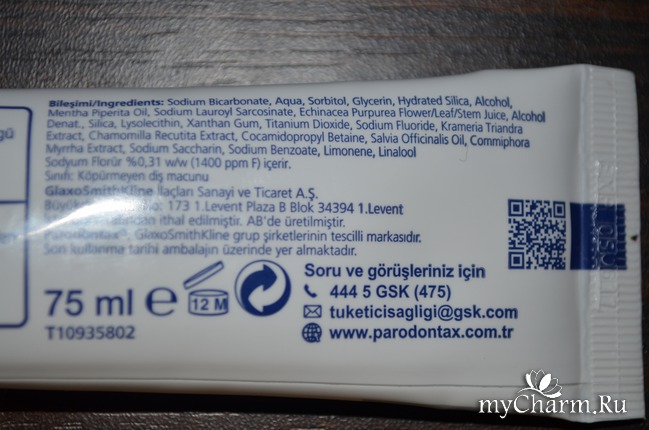 Bileşimi/Ingredients: Sodium Bicarbonate, Aqua, Sorbitol, Glycerin, Hydrated Silica, Alcohol,
Mentha Piperita Oil, Sodium Lauroyl Sarcosinate, Echinacea Purpurea Flower/Leaf/Stem Juice, Alcohol
Denat., Silica, Lysolecithin, Xanthan Gum, Titanium Dioxide, Sodium Fluoride, Krameria Triandra
Extract, Chamomilla Recutita Extract, Cocamidopropyl Betaine, Salvia Officinalis Oil, Commiphora
Myrrha Extract, Sodium Saccharin, Sodium Benzoate, Limonene, Linalool
Sodyum Florür %0,31 w/w (1400 ppm F) içerir.
Sınıfı: Köpürmeyen diş macunu
GlaxoSmithKline İlaçları Sanayi ve Ticaret A.Ş.
173 1.Levent Plaza B Blok 34394 1.Levent
ithal edilmiştir. AB'de üretilmiştir.
Parodontax®, GlaxoSmithKline grup şirketlerinin tescilli markasıdır.
Son kullanma tarihi ambalajın üzerinde yer almaktadır.
75 ml e
12 M
T10935802
Soru ve görüşleriniz için
444 5 GSK (475)
tuketicisagligi@gsk.com
www.parodontax.com.tr
myCharm.Ru